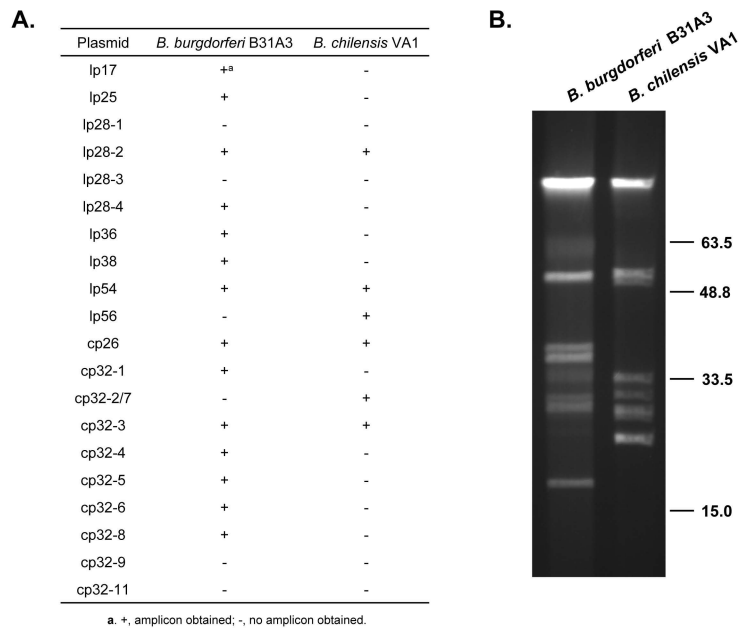 A.
Plasmid B. burgdorferi B31A3 B. chilensis VA1
lp17 +a -
lp25 + -
lp28-1 - -
lp28-2 + +
lp28-3 - -
lp28-4 + -
lp36 + -
lp38 + -
lp54 + +
lp56 - +
cp26 + +
cp32-1 + -
cp32-2/7 - +
cp32-3 + +
cp32-4 + -
cp32-5 + -
cp32-6 + -
cp32-8 + -
cp32-9 - -
cp32-11 - -
a. +, amplicon obtained; -, no amplicon obtained.
B.
B. burgdorferi B31A3
B. chilensis VA1
63.5
48.8
33.5
15.0